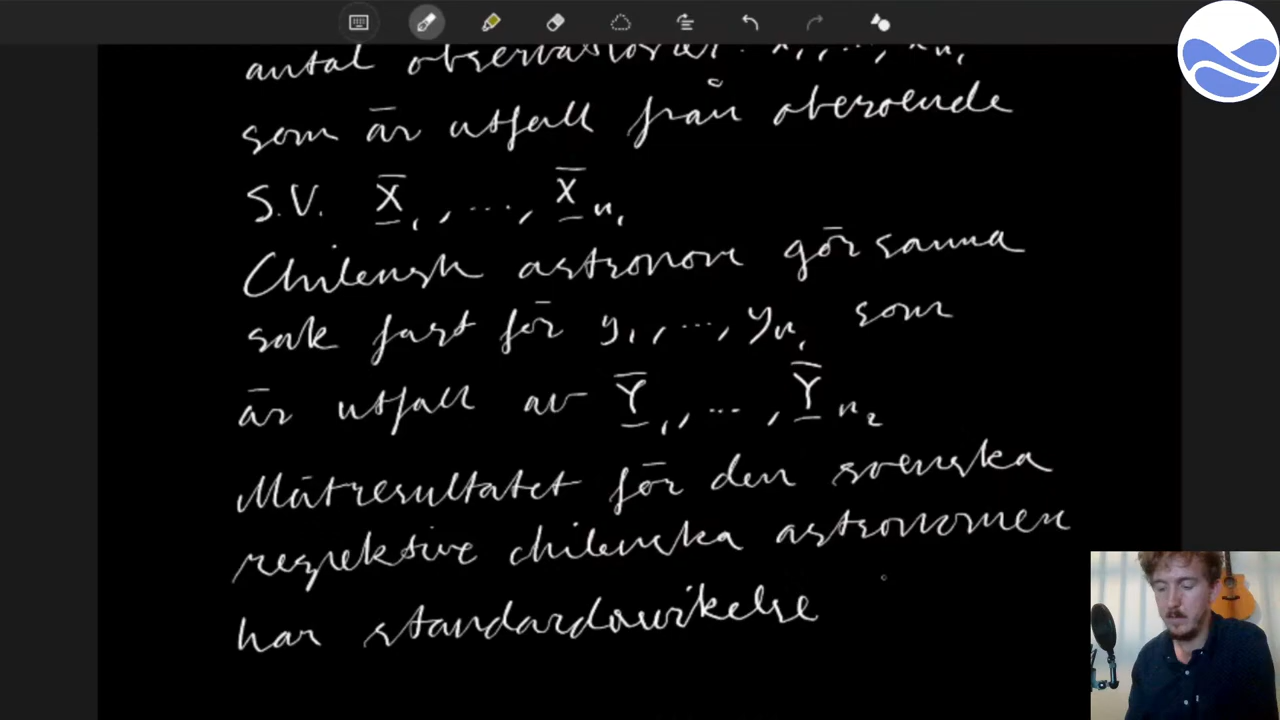 antal observationer x₁, ..., xₙ₁
som är utfall från oberoende
S.V. X₁, ..., Xₙ₁
Chilensk astronom gör samma
sak fast för y₁, ..., yₙ₁ som
är utfall av Y₁, ..., Yₙ₂
Mätresultatet för den svenska
respektive chilenska astronomen
har standardavvikelse